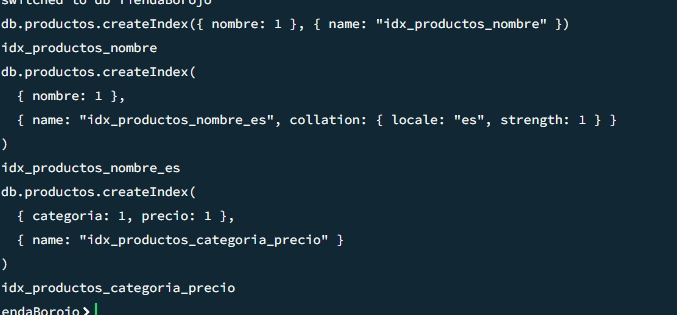 switched to db TiendaBorojo
db.productos.createIndex({ nombre: 1 }, { name: "idx_productos_nombre" })
idx_productos_nombre
db.productos.createIndex(
  { nombre: 1 },
  { name: "idx_productos_nombre_es", collation: { locale: "es", strength: 1 } }
)
idx_productos_nombre_es
db.productos.createIndex(
  { categoria: 1, precio: 1 },
  { name: "idx_productos_categoria_precio" }
)
idx_productos_categoria_precio
endaBorojo>